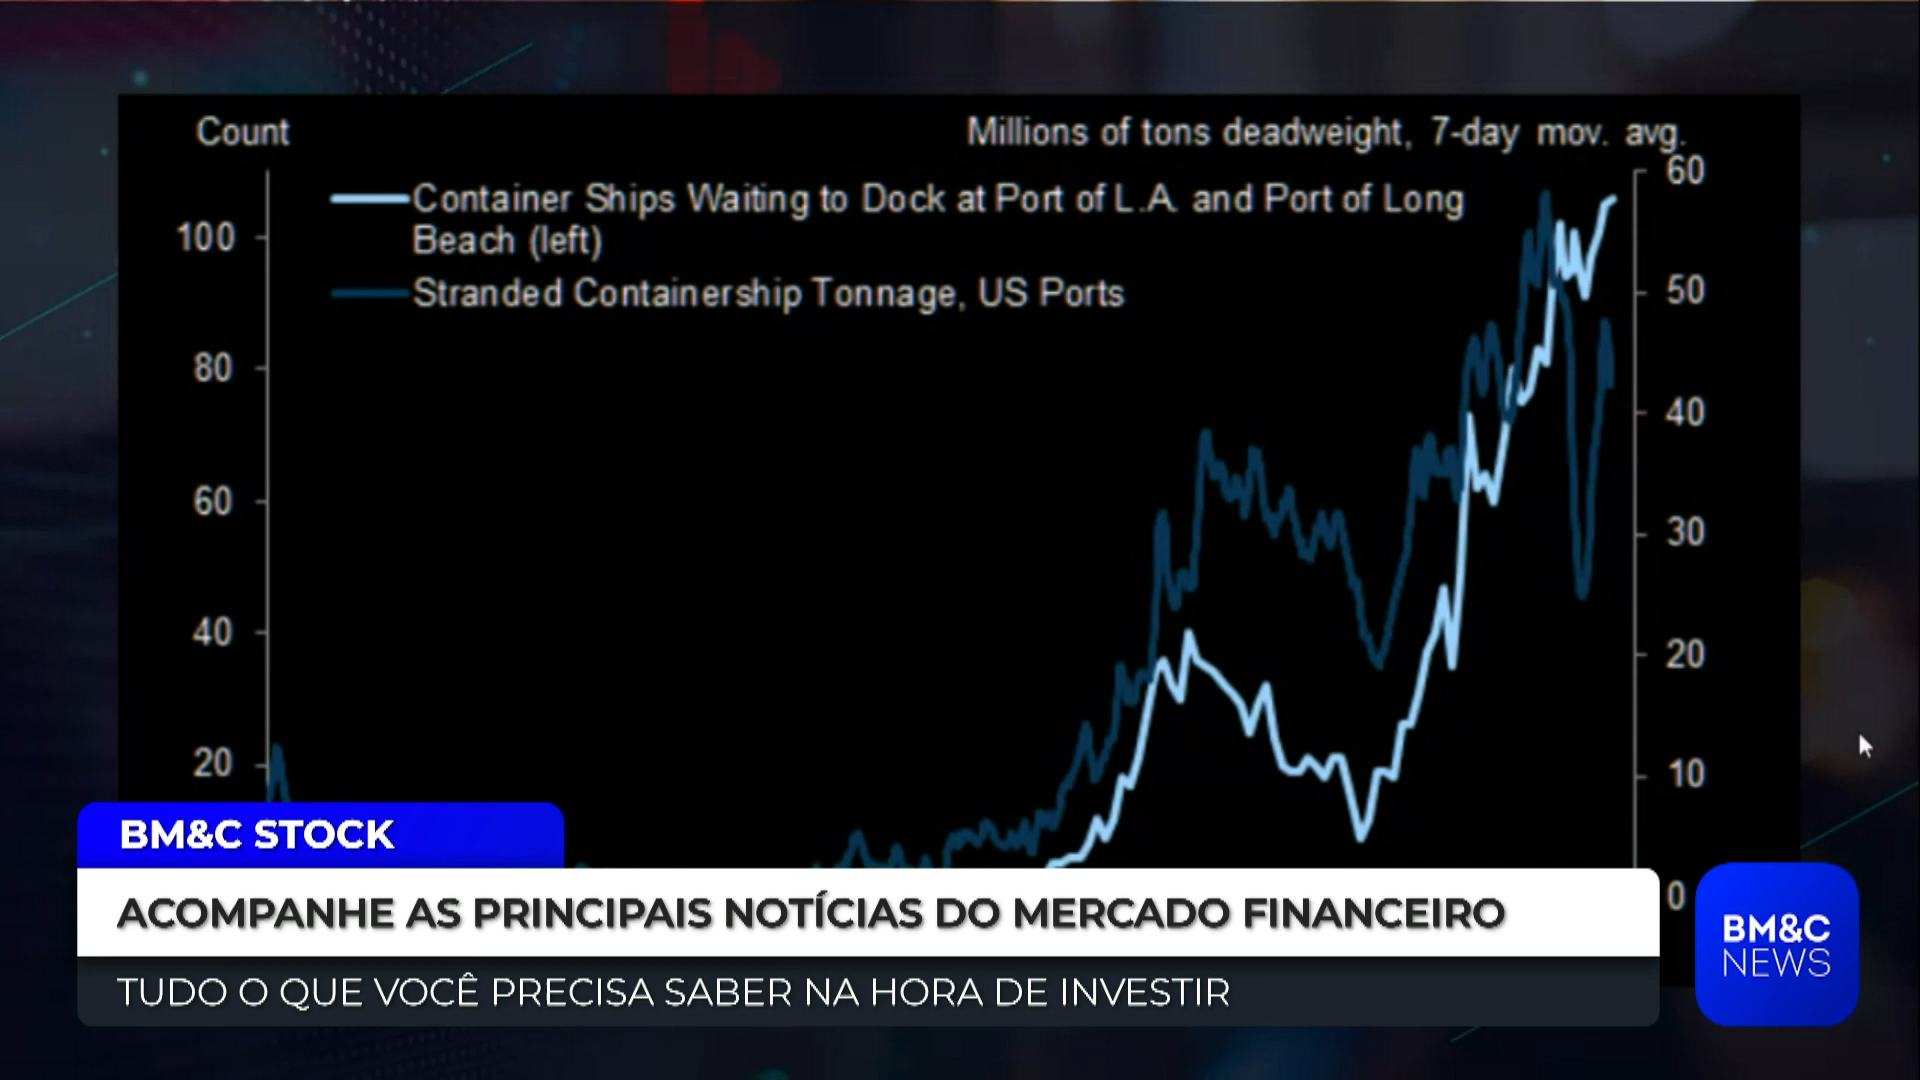 Count
Millions of tons deadweight, 7-day mov. avg.
Container Ships Waiting to Dock at Port of L.A. and Port of Long
Beach (left)
Stranded Containership Tonnage, US Ports
100
80
60
40
20
60
50
40
30
20
10
0
BM&C STOCK
ACOMPANHE AS PRINCIPAIS NOTÍCIAS DO MERCADO FINANCEIRO
TUDO O QUE VOCÊ PRECISA SABER NA HORA DE INVESTIR
BM&C
NEWS